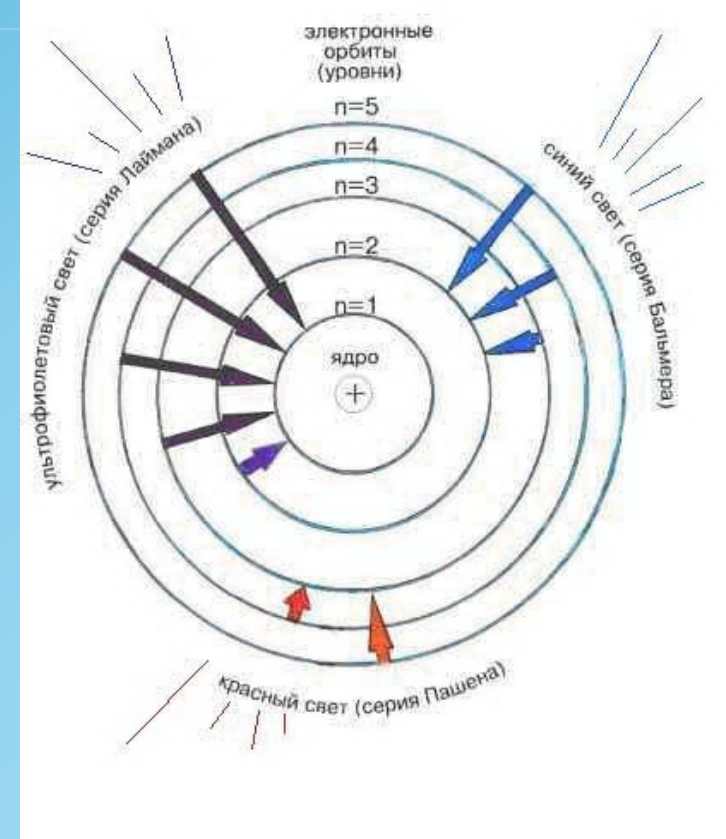 электронные
орбиты
(уровни)
n=5
n=4
n=3
n=2
n=1
ядро
+
ультрофиолетовый свет (серия Лаймана)
синий свет (серия Бальмера)
красный свет (серия Пашена)